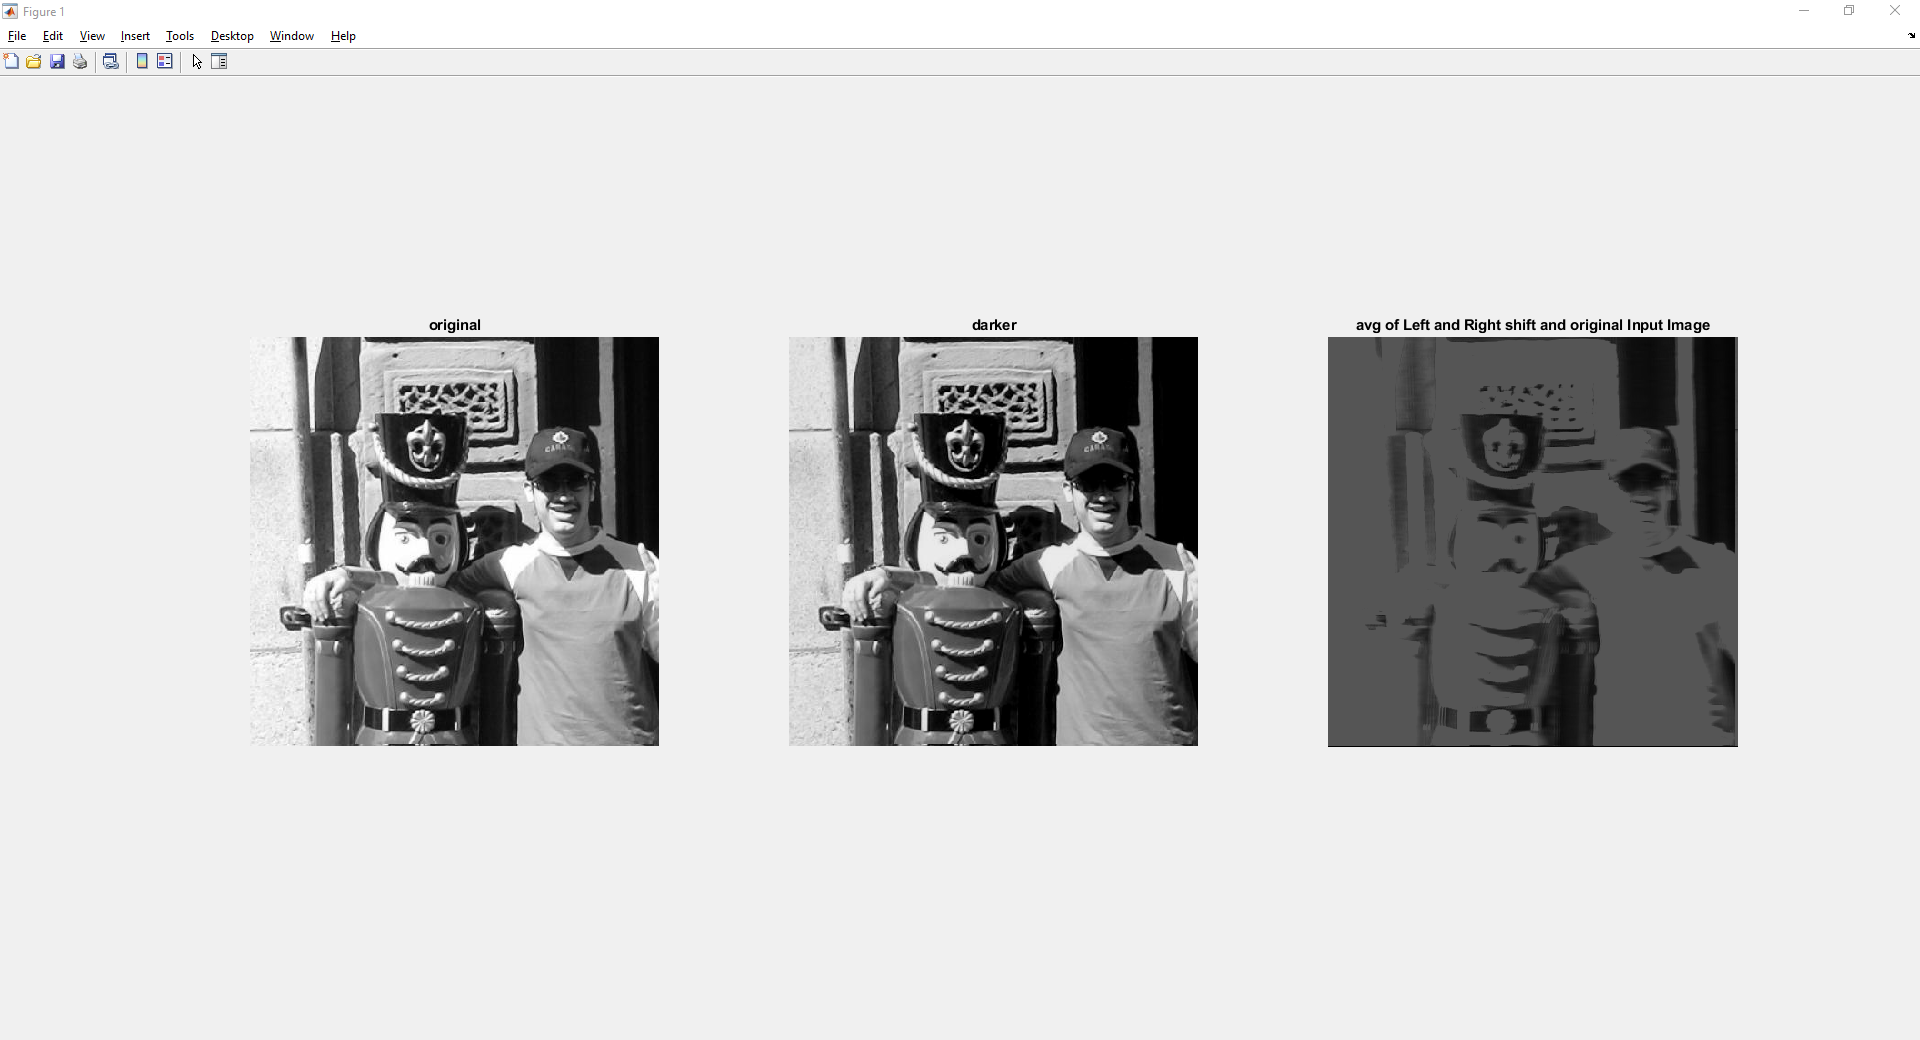 Figure 1
File Edit View Insert Tools Desktop Window Help
original
darker
avg of Left and Right shift and original Input Image